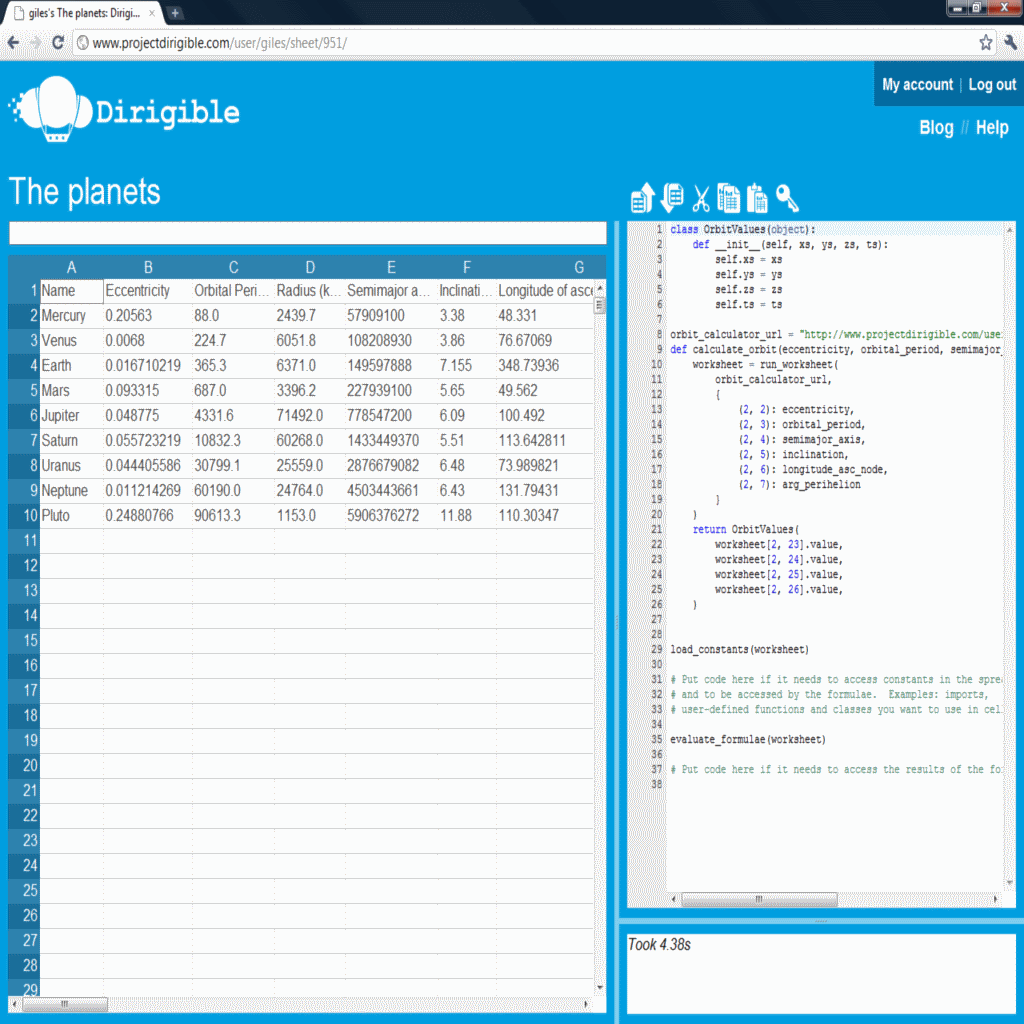 giles's The planets: Dirigi...
www.projectdirigible.com/user/giles/sheet/951/
My account | Log out
Dirigible
Blog // Help
The planets
A B C D E F G
1 Name Eccentricity Orbital Peri... Radius (k... Semimajor a... Inclinati... Longitude of asce
2 Mercury 0.20563 88.0 2439.7 57909100 3.38 48.331
3 Venus 0.0068 224.7 6051.8 108208930 3.86 76.67069
4 Earth 0.016710219 365.3 6371.0 149597888 7.155 348.73936
5 Mars 0.093315 687.0 3396.2 227939100 5.65 49.562
6 Jupiter 0.048775 4331.6 71492.0 778547200 6.09 100.492
7 Saturn 0.055723219 10832.3 60268.0 1433449370 5.51 113.642811
8 Uranus 0.044405586 30799.1 25559.0 2876679082 6.48 73.989821
9 Neptune 0.011214269 60190.0 24764.0 4503443661 6.43 131.79431
10 Pluto 0.24880766 90613.3 1153.0 5906376272 11.88 110.30347
11
12
13
14
15
16
17
18
19
20
21
22
23
24
25
26
27
28
29
1 class OrbitValues(object):
2 def __init__(self, xs, ys, zs, ts):
3 self.xs = xs
4 self.ys = ys
5 self.zs = zs
6 self.ts = ts
7
8 orbit_calculator_url = "http://www.projectdirigible.com/use
9 def calculate_orbit(eccentricity, orbital_period, semimajor_
10 worksheet = run_worksheet(
11 orbit_calculator_url,
12 {
13 (2, 2): eccentricity,
14 (2, 3): orbital_period,
15 (2, 4): semimajor_axis,
16 (2, 5): inclination,
17 (2, 6): longitude_asc_node,
18 (2, 7): arg_perihelion
19 }
20 )
21 return OrbitValues(
22 worksheet[2, 23].value,
23 worksheet[2, 24].value,
24 worksheet[2, 25].value,
25 worksheet[2, 26].value,
26 )
27
28
29 load_constants(worksheet)
30
31 # Put code here if it needs to access constants in the spre
32 # and to be accessed by the formulae. Examples: imports,
33 # user-defined functions and classes you want to use in cel
34
35 evaluate_formulae(worksheet)
36
37 # Put code here if it needs to access the results of the fo
38
Took 4.38s